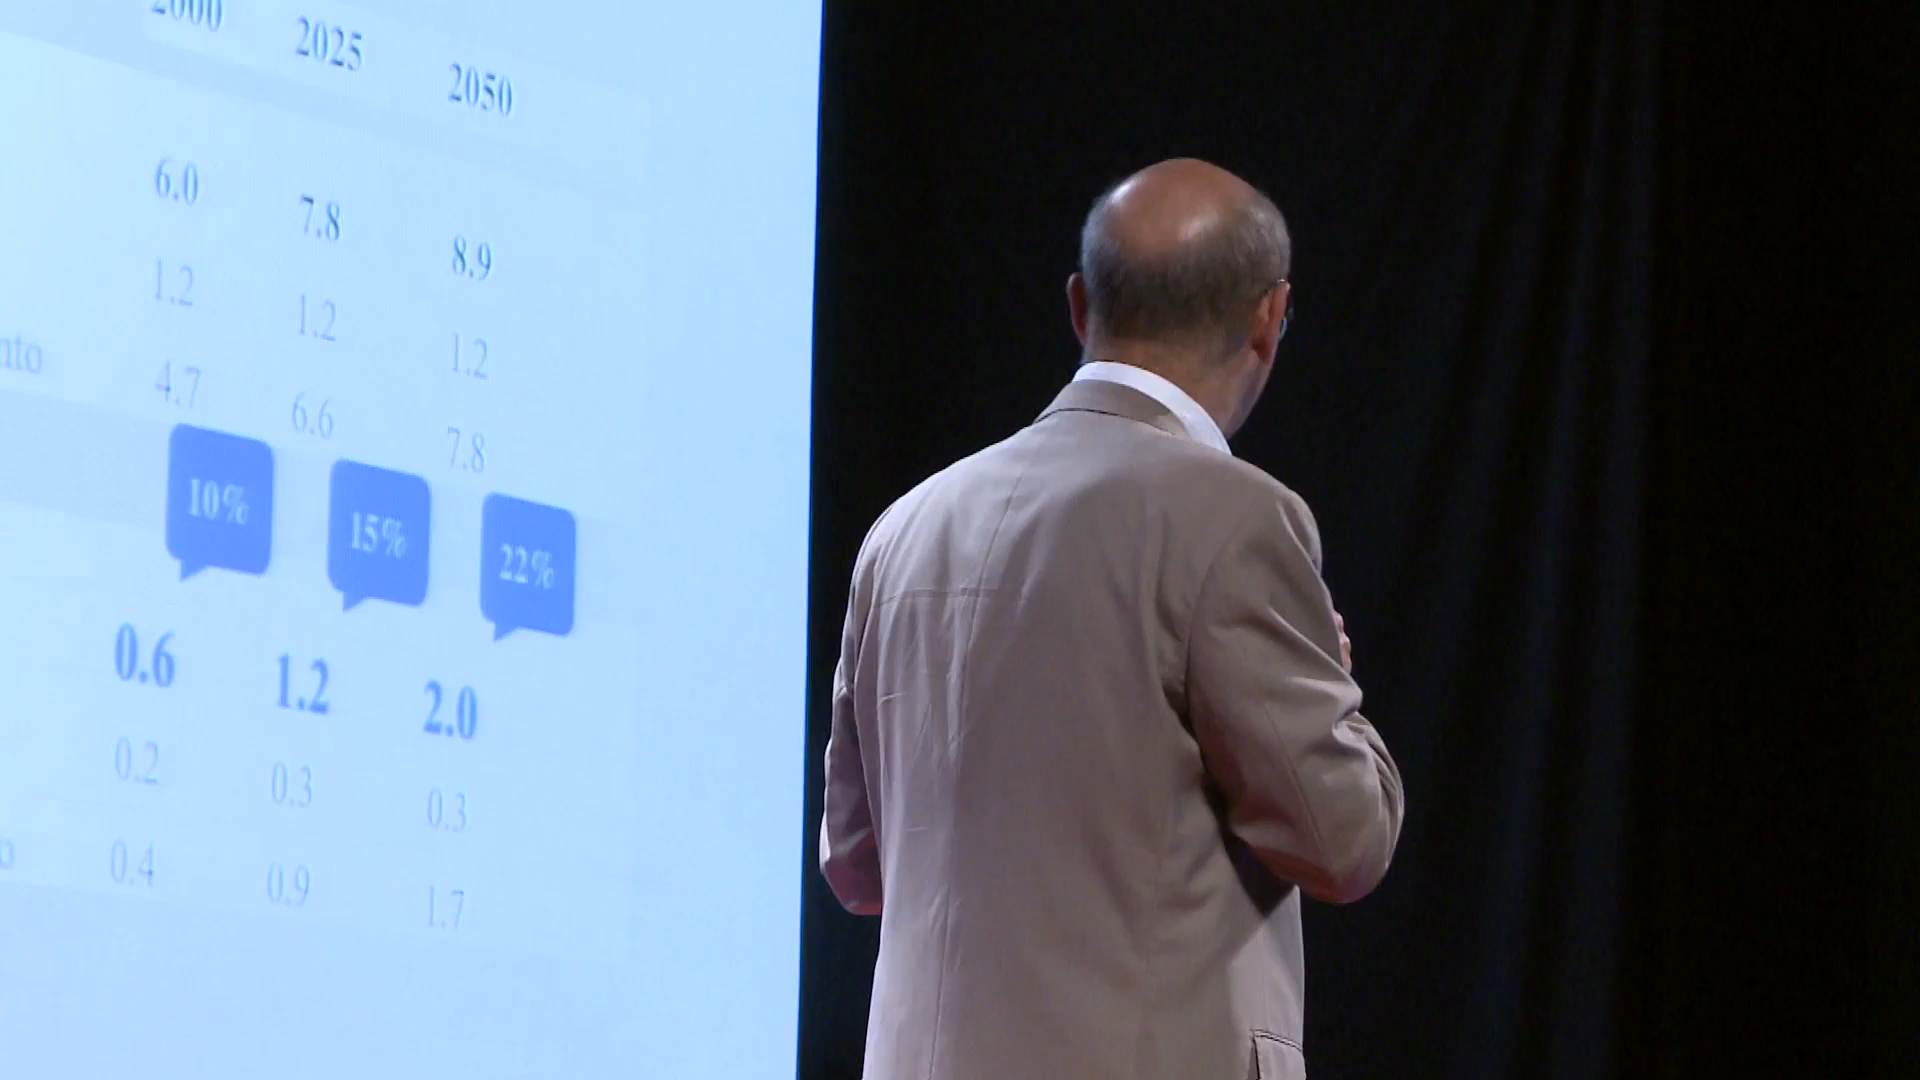 2000 2025 2050
6.0 7.8 8.9
1.2 1.2 1.2
nto 4.7 6.6 7.8
10% 15% 22%
0.6 1.2 2.0
0.2 0.3 0.3
o 0.4 0.9 1.7